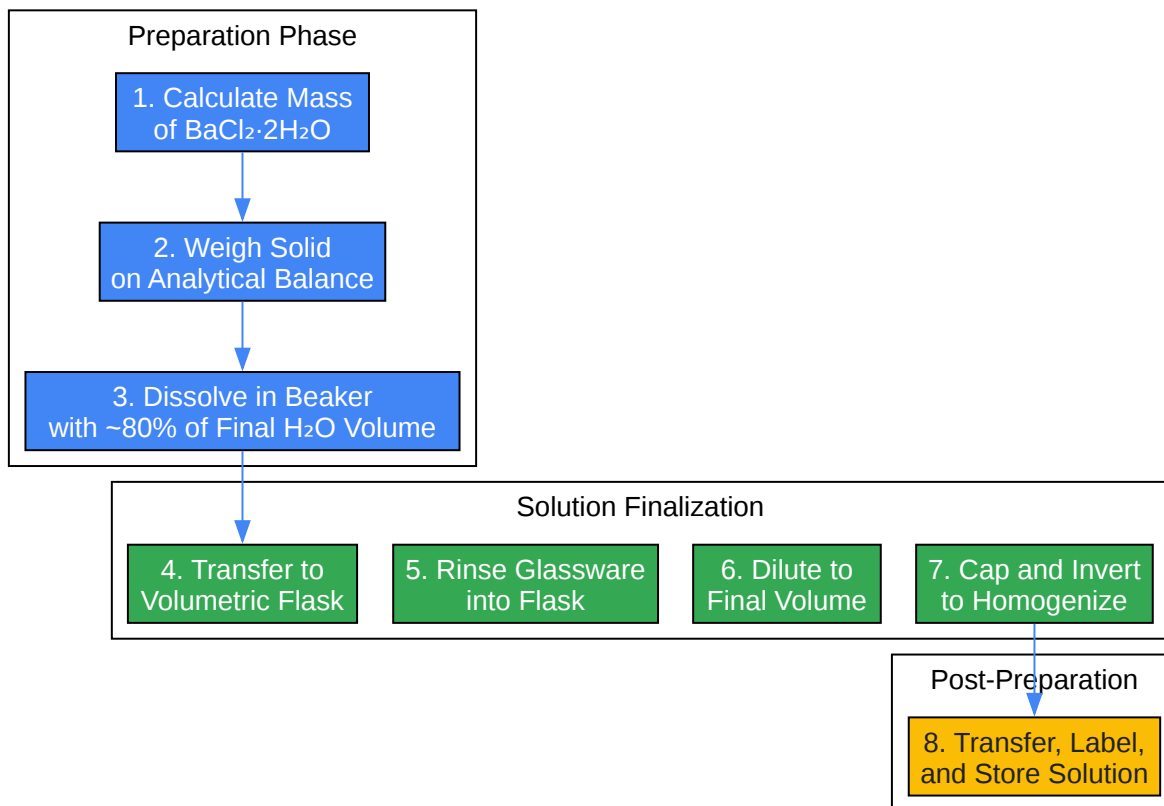 Preparation Phase
1. Calculate Mass
of BaCl₂·2H₂O
2. Weigh Solid
on Analytical Balance
3. Dissolve in Beaker
with ~80% of Final H₂O Volume
Solution Finalization
4. Transfer to
Volumetric Flask
5. Rinse Glassware
into Flask
6. Dilute to
Final Volume
7. Cap and Invert
to Homogenize
Post-Preparation
8. Transfer, Label,
and Store Solution